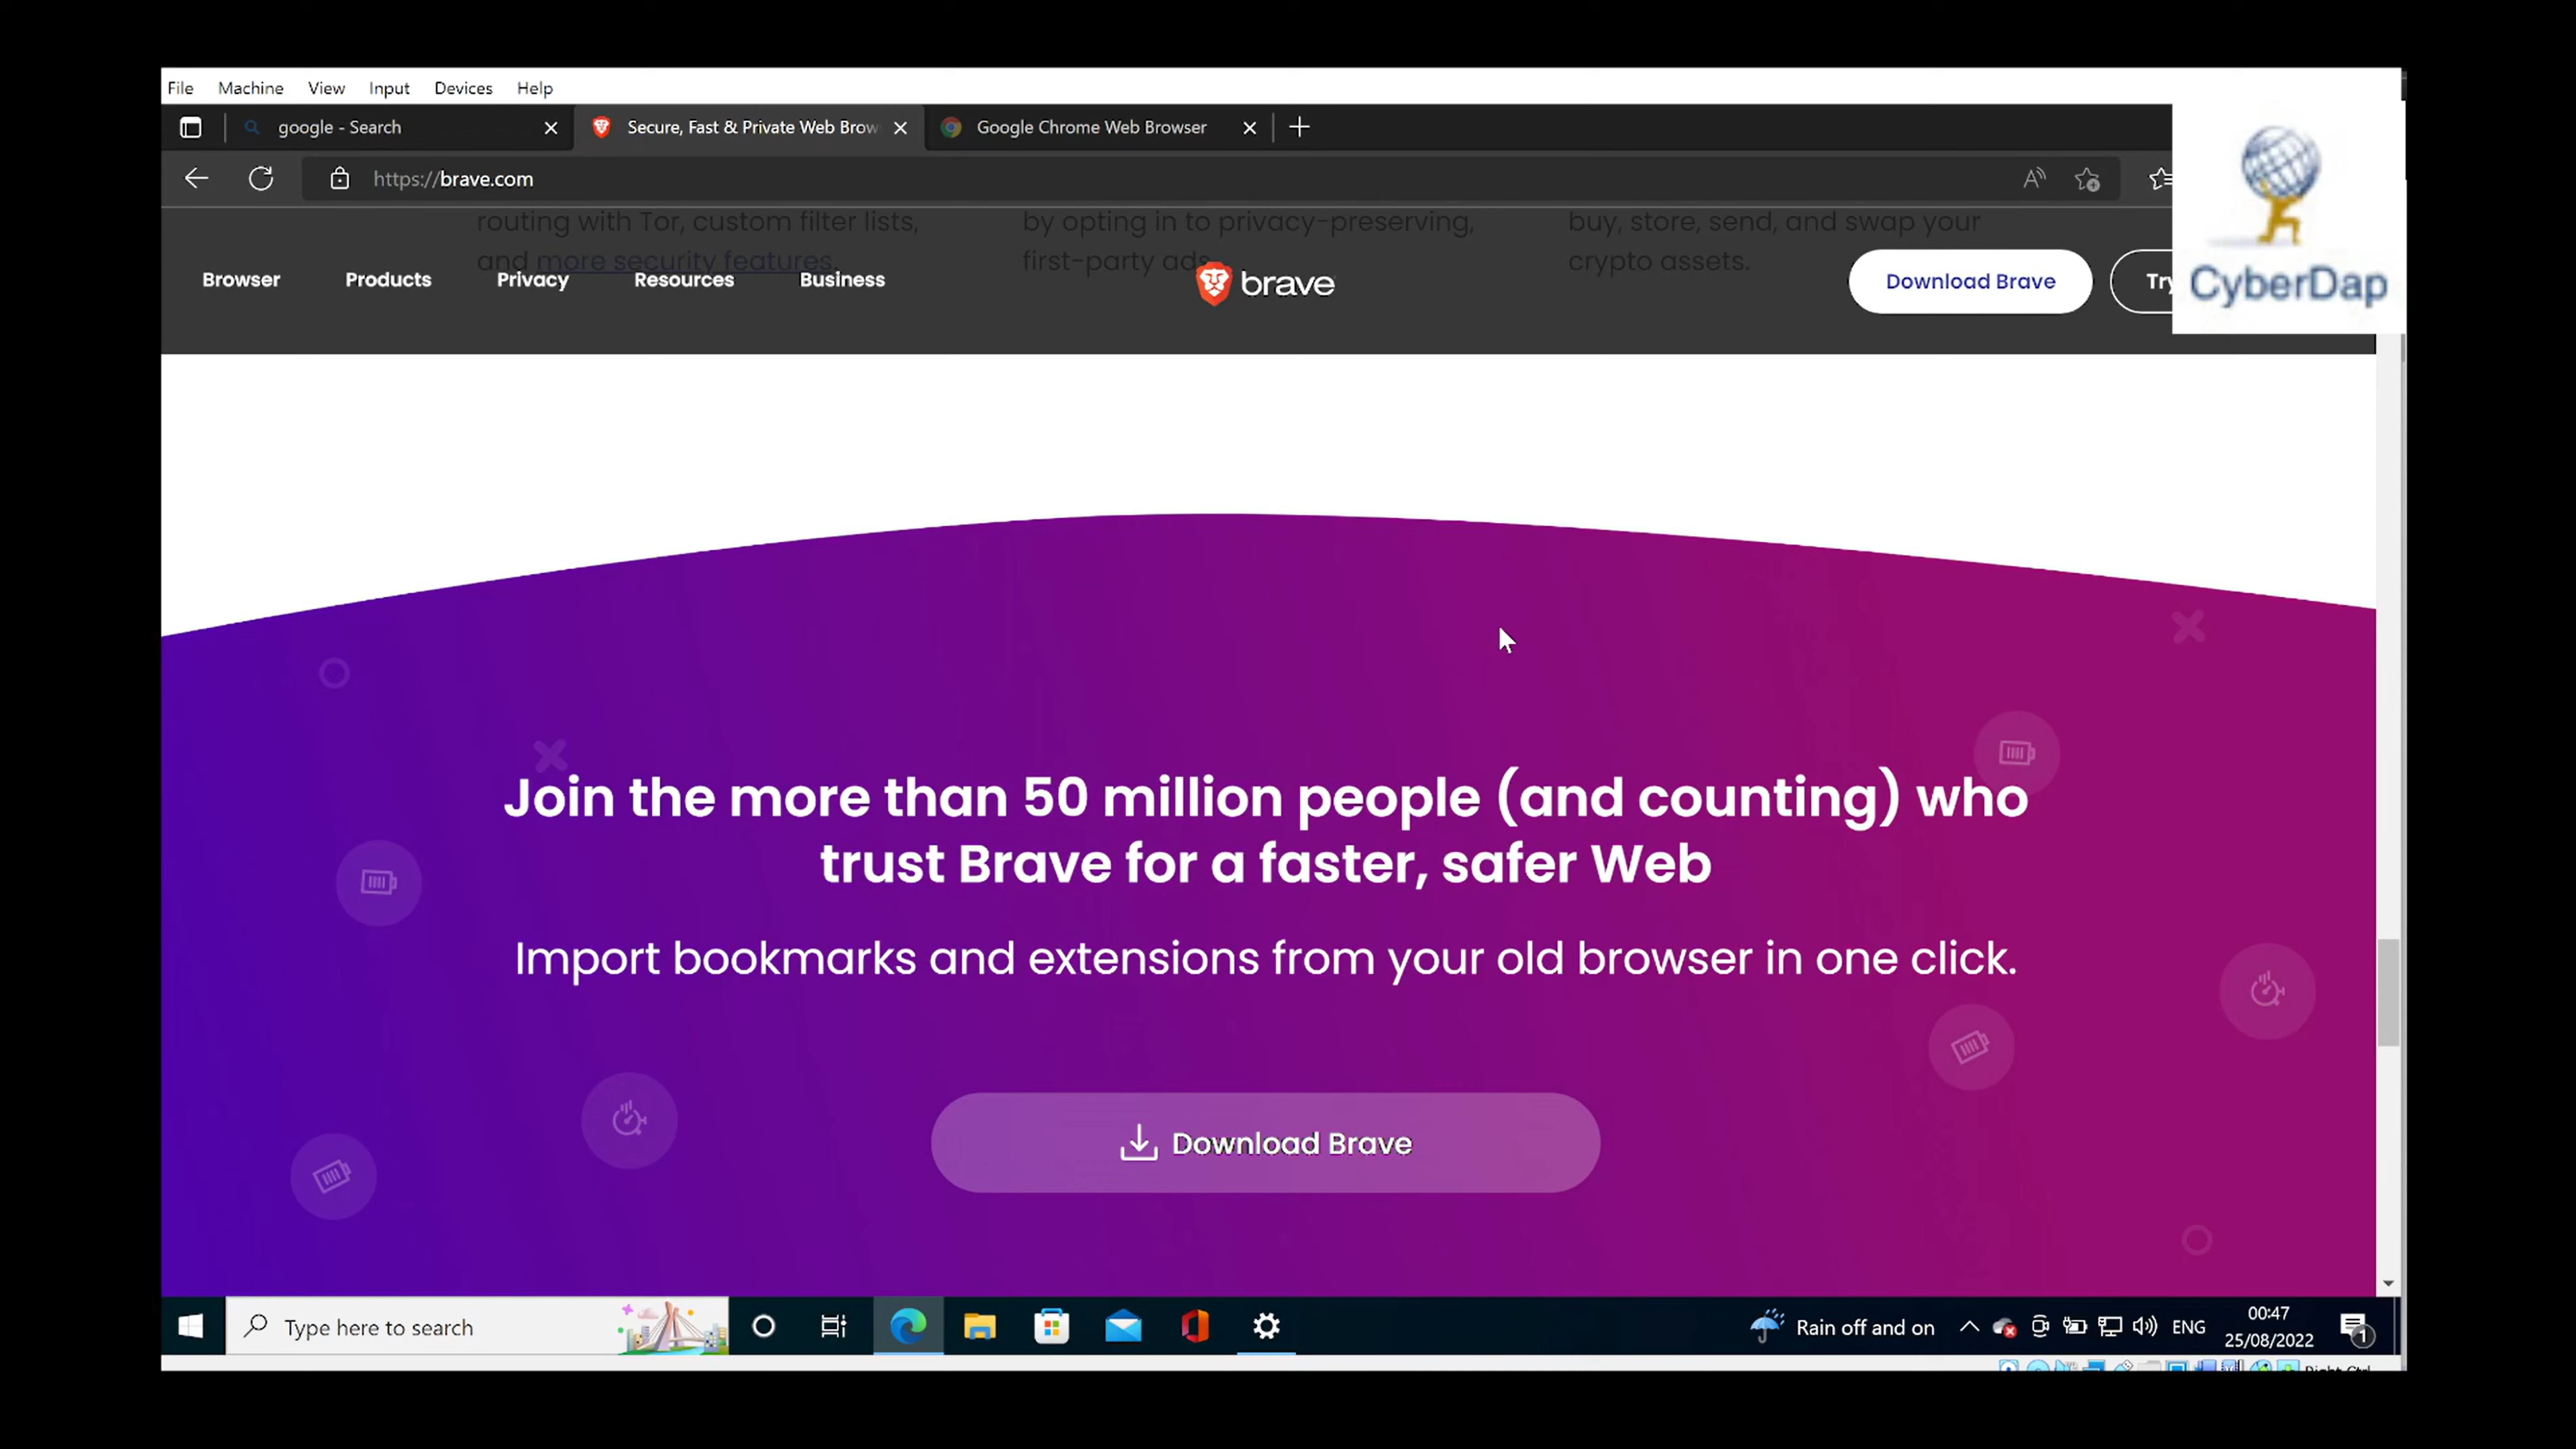 File Machine View Input Devices Help
google - Search
Secure, Fast & Private Web Brow
Google Chrome Web Browser
https://brave.com
routing with Tor, custom filter lists,
and more security features.
by opting in to privacy-preserving,
first-party ads
buy, store, send, and swap your
crypto assets.
Browser Products Privacy Resources Business
brave
Download Brave
Try
CyberDap
Join the more than 50 million people (and counting) who
trust Brave for a faster, safer Web
Import bookmarks and extensions from your old browser in one click.
Download Brave
Type here to search
Rain off and on
ENG
00:47
25/08/2022
1
Right Ctrl